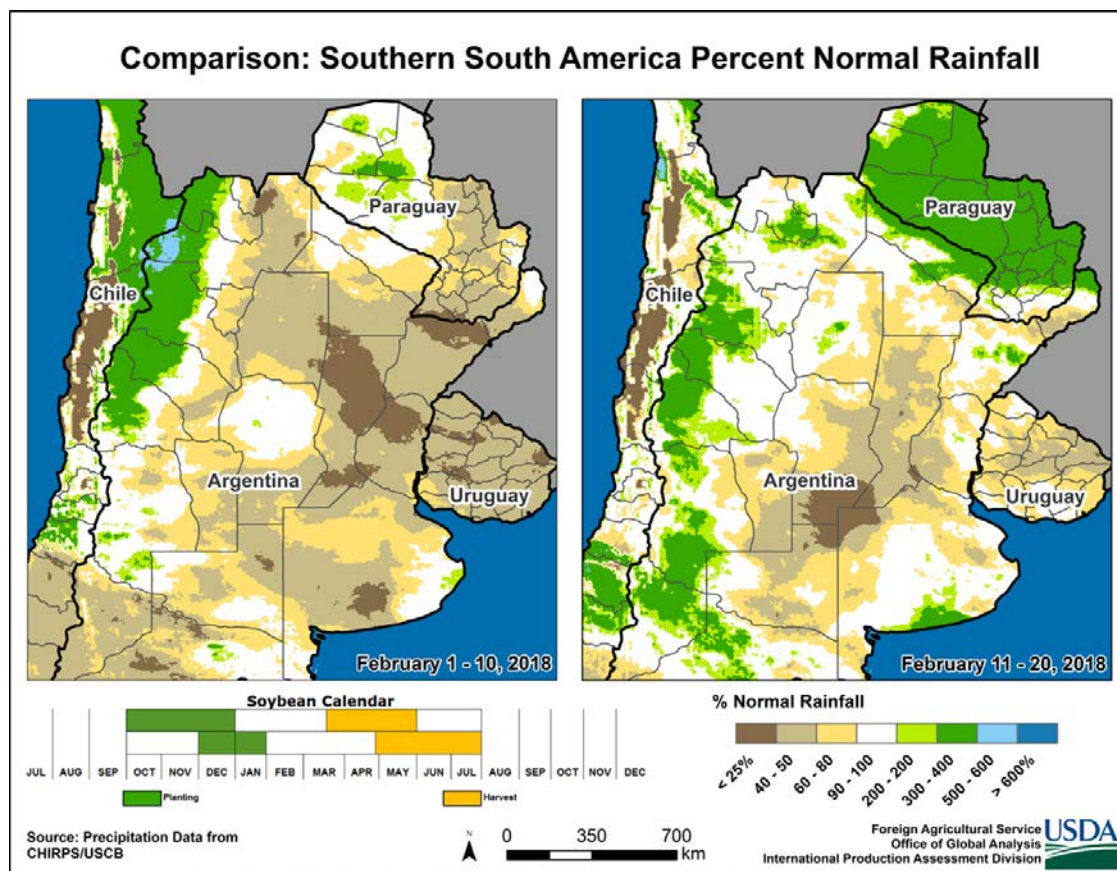 Comparison: Southern South America Percent Normal Rainfall
Paraguay
Chile
Argentina
Uruguay
February 1 - 10, 2018
Paraguay
Chile
Argentina
Uruguay
February 11 - 20, 2018
Soybean Calendar
JUL AUG SEP OCT NOV DEC JAN FEB MAR APR MAY JUN JUL AUG SEP OCT NOV DEC
Planting Harvest
% Normal Rainfall
< 25% 40 - 50 60 - 80 90 - 100 200 - 200 300 - 400 500 - 600 > 600%
Source: Precipitation Data from
CHIRPS/USCB
N
0 350 700
km
Foreign Agricultural Service
Office of Global Analysis
International Production Assessment Division
USDA